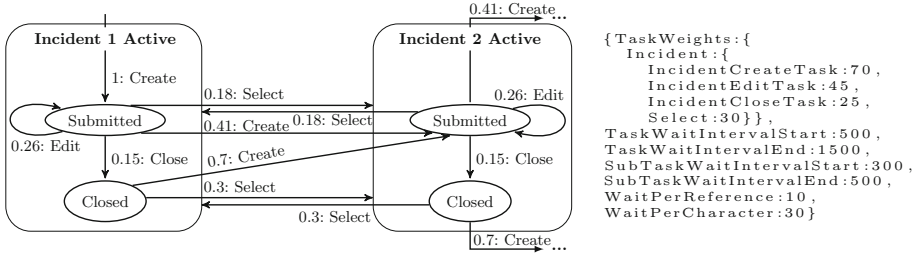 0.41: Create
...
Incident 1 Active
Incident 2 Active
1: Create
0.18: Select
0.26: Edit
Submitted
Submitted
0.18: Select
0.41: Create
0.26: Edit
0.15: Close
0.7: Create
0.15: Close
Closed
0.3: Select
Closed
0.3: Select
0.7: Create
...
{TaskWeights:{
Incident:{
IncidentCreateTask:70,
IncidentEditTask:45,
IncidentCloseTask:25,
Select:30}},
TaskWaitIntervalStart:500,
TaskWaitIntervalEnd:1500,
SubTaskWaitIntervalStart:300,
SubTaskWaitIntervalEnd:500,
WaitPerReference:10,
WaitPerCharacter:30}